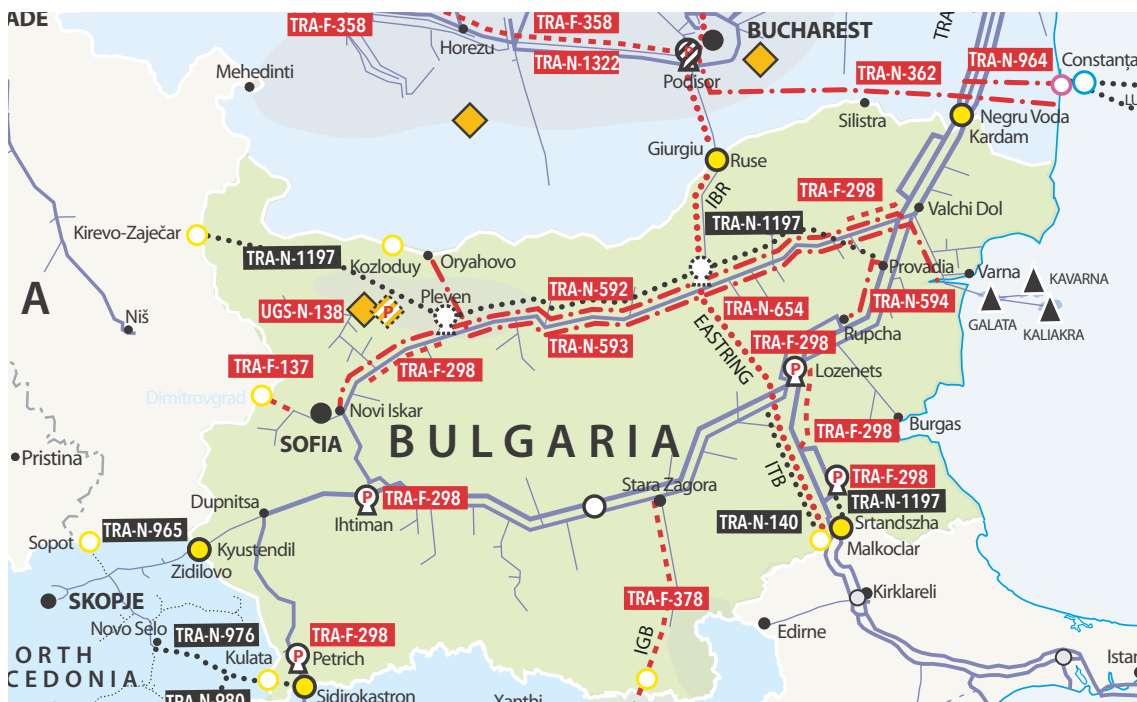 ADE
TRA-F-358
TRA-F-358
BUCHAREST
TRA
Horezu
TRA-N-1322
TRA-N-964
Constanța
Mehedinti
P
Podisor
TRA-N-362
Silistra
Negru Voda
Kardam
Giurgiu
Ruse
IBR
TRA-F-298
Valchi Dol
Kirevo-Zaječar
TRA-N-1197
TRA-N-1197
Kozloduy
Oryahovo
Provadia
Varna
KAVARNA
A
Pleven
TRA-N-592
UGS-N-138
P
TRA-N-654
TRA-N-594
GALATA
KALIAKRA
Niš
EASTRING
Rupcha
TRA-N-593
TRA-F-298
TRA-F-137
TRA-F-298
P
Lozenets
Dimitrovgrad
Novi Iskar
SOFIA
BULGARIA
TRA-F-298
Burgas
Pristina
ITB
P
TRA-F-298
Stara Zagora
Dupnitsa
P
TRA-F-298
TRA-N-1197
Ihtiman
TRA-N-140
Srtandszha
TRA-N-965
Sopot
Kyustendil
Malkoclar
Zidilovo
Kirklareli
SKOPJE
TRA-F-378
Novo Selo
TRA-N-976
TRA-F-298
IGB
Edirne
ORTH
Kulata
P
Petrich
Istan
CEDONIA
TRA-N-980
Sidirokastron
Xanthi